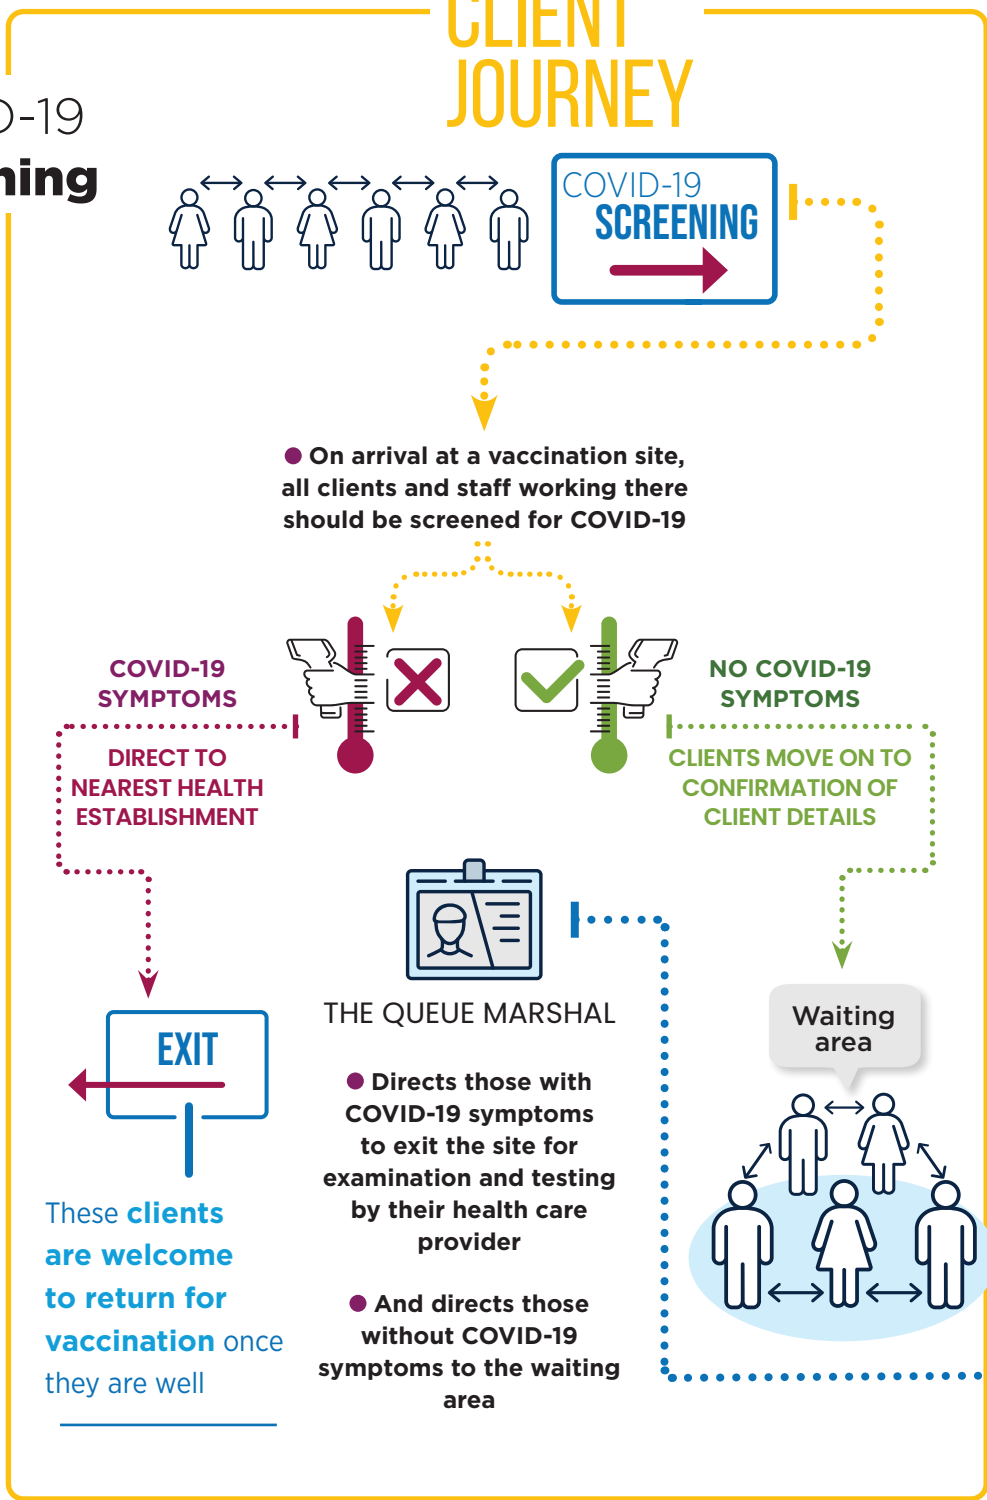 CLIENT
JOURNEY
-19
COVID-19
SCREENING
● On arrival at a vaccination site,
all clients and staff working there
should be screened for COVID-19
COVID-19
SYMPTOMS
DIRECT TO
NEAREST HEALTH
ESTABLISHMENT
NO COVID-19
SYMPTOMS
CLIENTS MOVE ON TO
CONFIRMATION OF
CLIENT DETAILS
EXIT
These clients
are welcome
to return for
vaccination once
they are well
THE QUEUE MARSHAL
● Directs those with
COVID-19 symptoms
to exit the site for
examination and testing
by their health care
provider
● And directs those
without COVID-19
symptoms to the waiting
area
Waiting
area